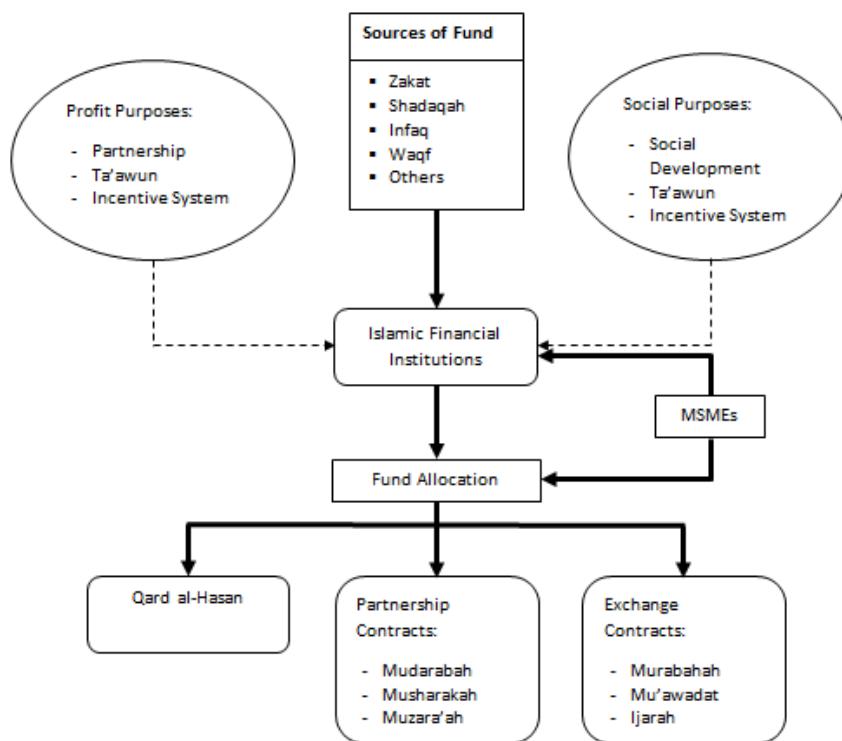 Sources of Fund
▪ Zakat
▪ Shadaqah
▪ Infaq
▪ Waqf
▪ Others
Profit Purposes:
- Partnership
- Ta'awun
- Incentive System
Social Purposes:
- Social
Development
- Ta'awun
- Incentive System
Islamic Financial
Institutions
MSMEs
Fund Allocation
Qard al-Hasan
Partnership
Contracts:
- Mudarabah
- Musharakah
- Muzara'ah
Exchange
Contracts:
- Murabahah
- Mu'awadat
- Ijarah